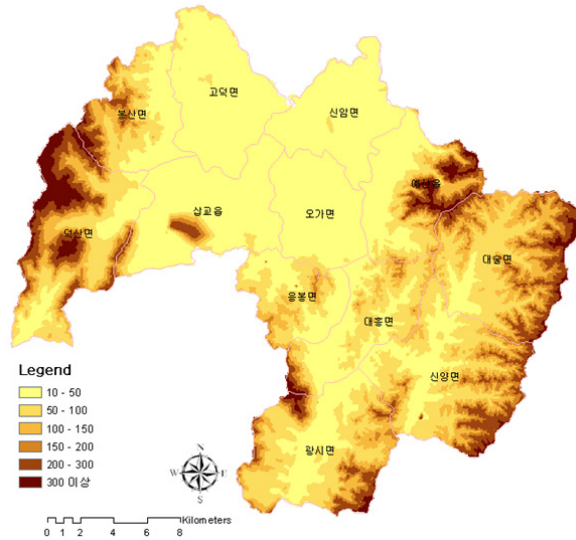 고덕면
봉산면
신암면
예산읍
삽교읍
오가면
덕산면
대술면
응봉면
대흥면
신양면
광시면
Legend
10 - 50
50 - 100
100 - 150
150 - 200
200 - 300
300 이상
N
W E
S
Kilometers
0 1 2 4 6 8